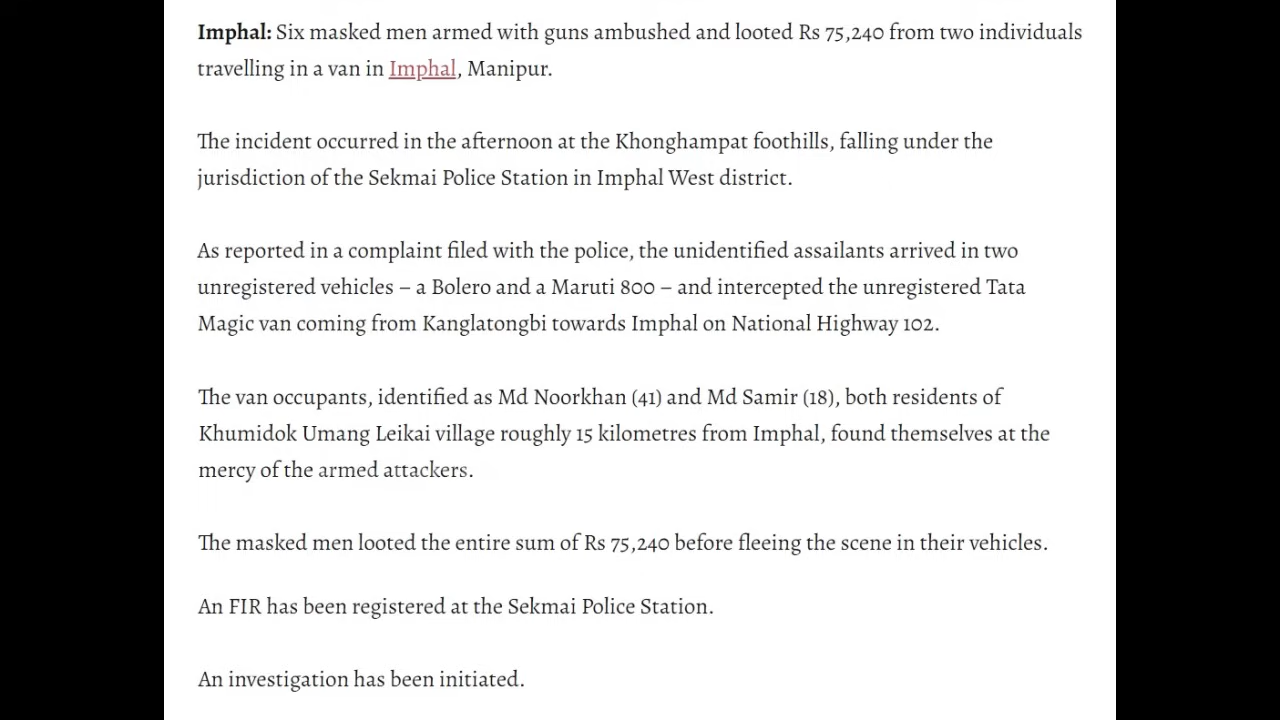 Imphal: Six masked men armed with guns ambushed and looted Rs 75,240 from two individuals
travelling in a van in Imphal, Manipur.
The incident occurred in the afternoon at the Khonghampat foothills, falling under the
jurisdiction of the Sekmai Police Station in Imphal West district.
As reported in a complaint filed with the police, the unidentified assailants arrived in two
unregistered vehicles – a Bolero and a Maruti 800 – and intercepted the unregistered Tata
Magic van coming from Kanglatongbi towards Imphal on National Highway 102.
The van occupants, identified as Md Noorkhan (41) and Md Samir (18), both residents of
Khumidok Umang Leikai village roughly 15 kilometres from Imphal, found themselves at the
mercy of the armed attackers.
The masked men looted the entire sum of Rs 75,240 before fleeing the scene in their vehicles.
An FIR has been registered at the Sekmai Police Station.
An investigation has been initiated.